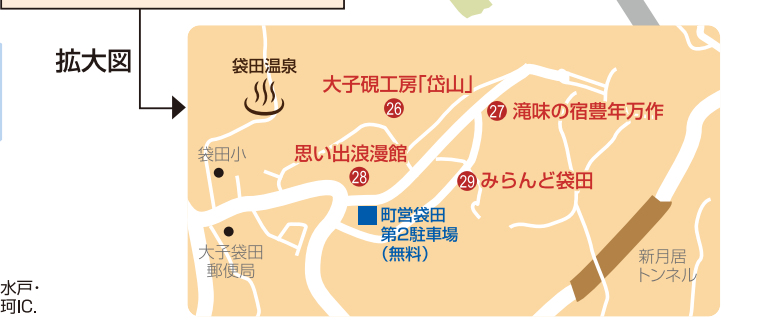 拡大図
袋田温泉
大子硯工房「岱山」
26
27 滝味の宿豊年万作
思い出浪漫館
28
袋田小
29 みらんど袋田
町営袋田
第2駐車場
(無料)
大子袋田
郵便局
新月居
トンネル
水戸・
珂IC.